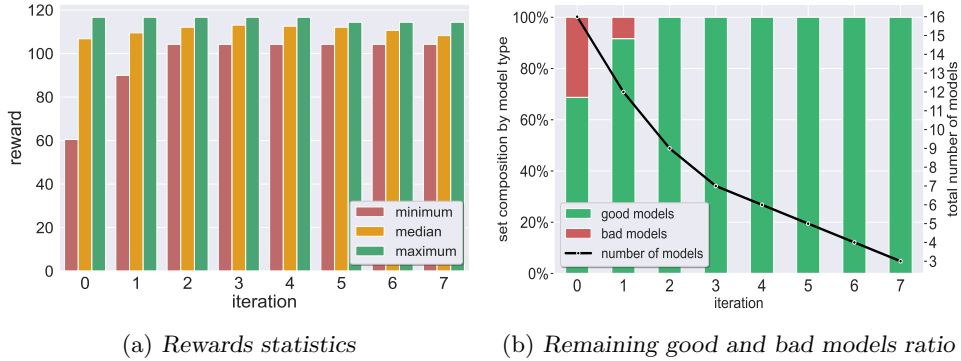 120
100
80
60
40
20
0
reward
0 1 2 3 4 5 6 7
iteration
minimum
median
maximum
(a) Rewards statistics
100%
80%
60%
40%
20%
0%
set composition by model type
0 1 2 3 4 5 6 7
iteration
good models
bad models
number of models
16
15
14
13
12
11
10
9
8
7
6
5
4
3
total number of models
(b) Remaining good and bad models ratio